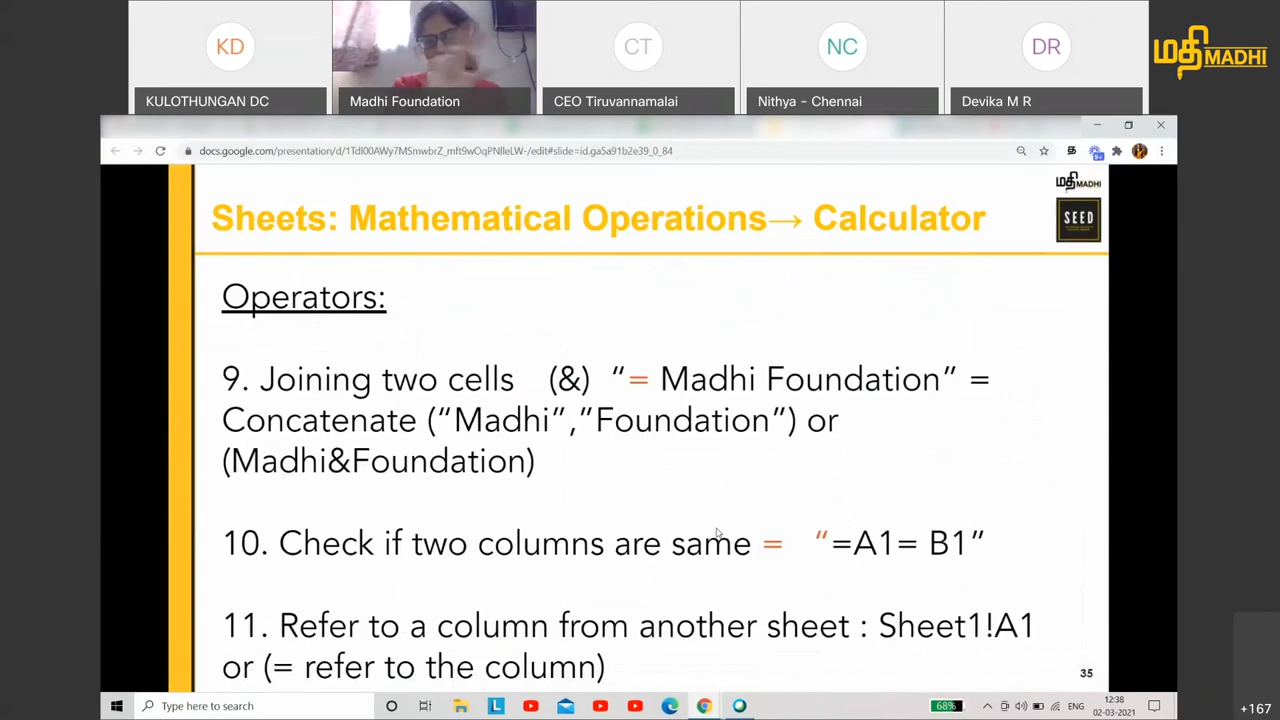 KD
CT
NC
DR
மதி MADHI
KULOTHUNGAN DC
Madhi Foundation
CEO Tiruvannamalai
Nithya - Chennai
Devika M R
docs.google.com/presentation/d/1TdI00AWy7MSmwbrZ_mft9wOqPNlleLW-/edit#slide=id.ga5a91b2e39_0_84
9+
மதி MADHI
Sheets: Mathematical Operations→ Calculator
SEED
Operators:
9. Joining two cells (&) “= Madhi Foundation” =
Concatenate (“Madhi”,”Foundation”) or
(Madhi&Foundation)
10. Check if two columns are same = “=A1= B1”
11. Refer to a column from another sheet : Sheet1!A1
or (= refer to the column)
35
Type here to search
L
68%
ENG
12:38
02-03-2021
+167